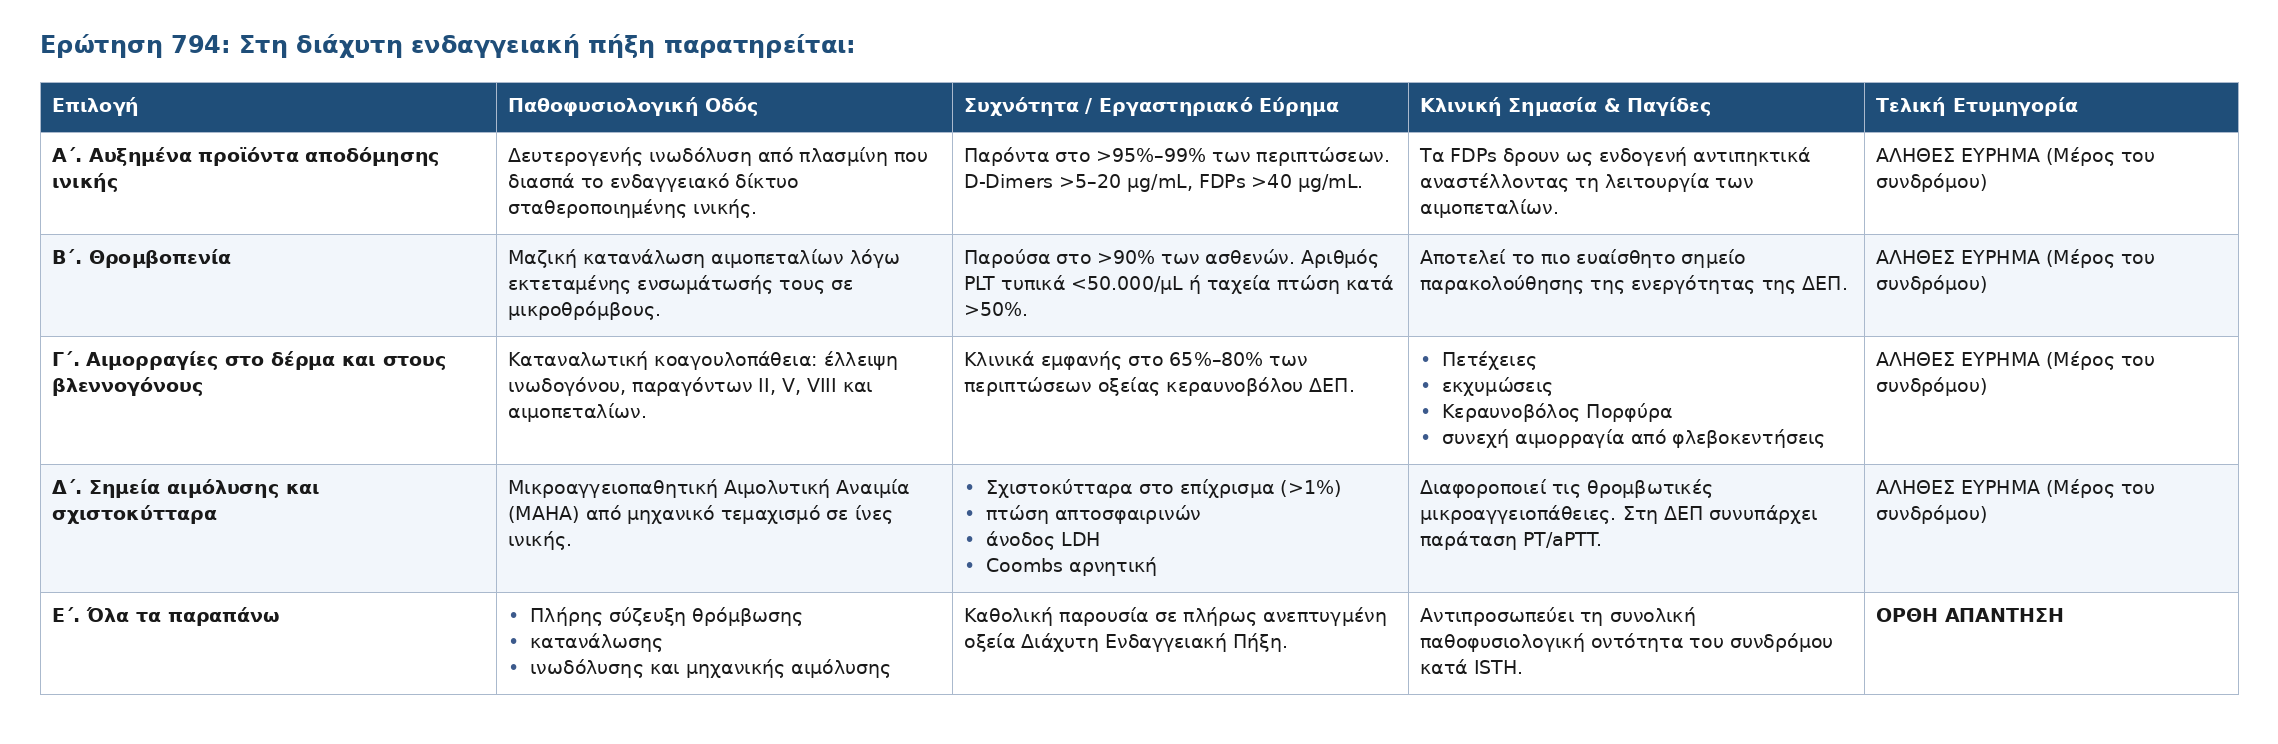 Ερώτηση 794: Στη διάχυτη ενδαγγειακή πήξη παρατηρείται:
Επιλογή
Παθοφυσιολογική Οδός
Συχνότητα / Εργαστηριακό Εύρημα
Κλινική Σημασία & Παγίδες
Τελική Ετυμηγορία
Α΄. Αυξημένα προϊόντα αποδόμησης
ινικής
Δευτερογενής ινωδόλυση από πλασμίνη που
διασπά το ενδαγγειακό δίκτυο
σταθεροποιημένης ινικής.
Παρόντα στο >95%–99% των περιπτώσεων.
D-Dimers >5–20 μg/mL, FDPs >40 μg/mL.
Τα FDPs δρουν ως ενδογενή αντιπηκτικά
αναστέλλοντας τη λειτουργία των
αιμοπεταλίων.
ΑΛΗΘΕΣ ΕΥΡΗΜΑ (Μέρος του
συνδρόμου)
Β΄. Θρομβοπενία
Μαζική κατανάλωση αιμοπεταλίων λόγω
εκτεταμένης ενσωμάτωσής τους σε
μικροθρόμβους.
Παρούσα στο >90% των ασθενών. Αριθμός
PLT τυπικά <50.000/μL ή ταχεία πτώση κατά
>50%.
Αποτελεί το πιο ευαίσθητο σημείο
παρακολούθησης της ενεργότητας της ΔΕΠ.
ΑΛΗΘΕΣ ΕΥΡΗΜΑ (Μέρος του
συνδρόμου)
Γ΄. Αιμορραγίες στο δέρμα και στους
βλεννογόνους
Καταναλωτική κοαγουλοπάθεια: έλλειψη
ινωδογόνου, παραγόντων II, V, VIII και
αιμοπεταλίων.
Κλινικά εμφανής στο 65%–80% των
περιπτώσεων οξείας κεραυνοβόλου ΔΕΠ.
• Πετέχειες
• εκχυμώσεις
• Κεραυνοβόλος Πορφύρα
• συνεχή αιμορραγία από φλεβοκεντήσεις
ΑΛΗΘΕΣ ΕΥΡΗΜΑ (Μέρος του
συνδρόμου)
Δ΄. Σημεία αιμόλυσης και
σχιστοκύτταρα
Μικροαγγειοπαθητική Αιμολυτική Αναιμία
(MAHA) από μηχανικό τεμαχισμό σε ίνες
ινικής.
• Σχιστοκύτταρα στο επίχρισμα (>1%)
• πτώση απτοσφαιρινών
• άνοδος LDH
• Coombs αρνητική
Διαφοροποιεί τις θρομβωτικές
μικροαγγειοπάθειες. Στη ΔΕΠ συνυπάρχει
παράταση PT/aPTT.
ΑΛΗΘΕΣ ΕΥΡΗΜΑ (Μέρος του
συνδρόμου)
Ε΄. Όλα τα παραπάνω
• Πλήρης σύζευξη θρόμβωσης
• κατανάλωσης
• ινωδόλυσης και μηχανικής αιμόλυσης
Καθολική παρουσία σε πλήρως ανεπτυγμένη
οξεία Διάχυτη Ενδαγγειακή Πήξη.
Αντιπροσωπεύει τη συνολική
παθοφυσιολογική οντότητα του συνδρόμου
κατά ISTH.
ΟΡΘΗ ΑΠΑΝΤΗΣΗ